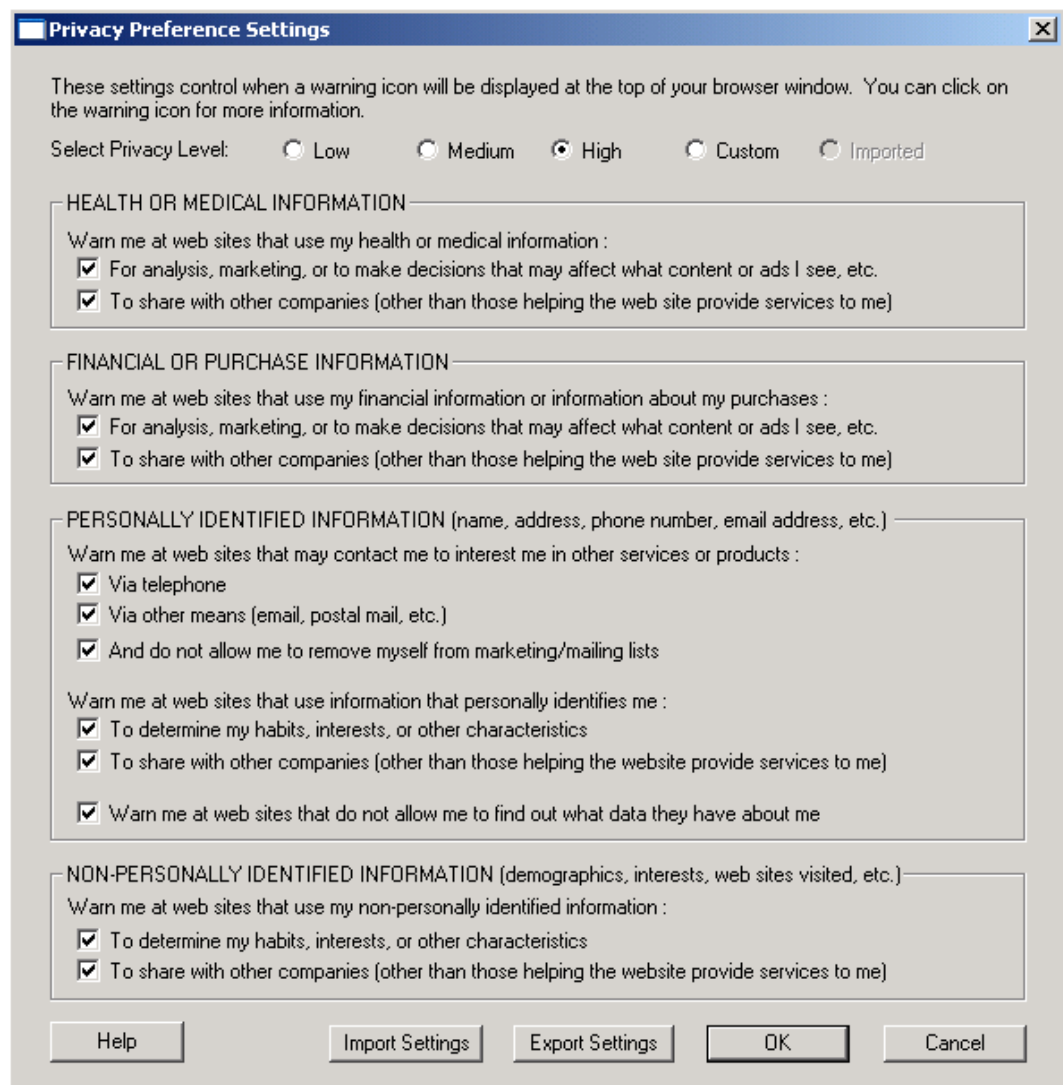 Privacy Preference Settings
These settings control when a warning icon will be displayed at the top of your browser window. You can click on
the warning icon for more information.
Select Privacy Level: Low Medium High Custom Imported
HEALTH OR MEDICAL INFORMATION
Warn me at web sites that use my health or medical information :
For analysis, marketing, or to make decisions that may affect what content or ads I see, etc.
To share with other companies (other than those helping the web site provide services to me)
FINANCIAL OR PURCHASE INFORMATION
Warn me at web sites that use my financial information or information about my purchases :
For analysis, marketing, or to make decisions that may affect what content or ads I see, etc.
To share with other companies (other than those helping the web site provide services to me)
PERSONALLY IDENTIFIED INFORMATION (name, address, phone number, email address, etc.)
Warn me at web sites that may contact me to interest me in other services or products :
Via telephone
Via other means (email, postal mail, etc.)
And do not allow me to remove myself from marketing/mailing lists
Warn me at web sites that use information that personally identifies me :
To determine my habits, interests, or other characteristics
To share with other companies (other than those helping the website provide services to me)
Warn me at web sites that do not allow me to find out what data they have about me
NON-PERSONALLY IDENTIFIED INFORMATION (demographics, interests, web sites visited, etc.)
Warn me at web sites that use my non-personally identified information :
To determine my habits, interests, or other characteristics
To share with other companies (other than those helping the website provide services to me)
Help Import Settings Export Settings OK Cancel